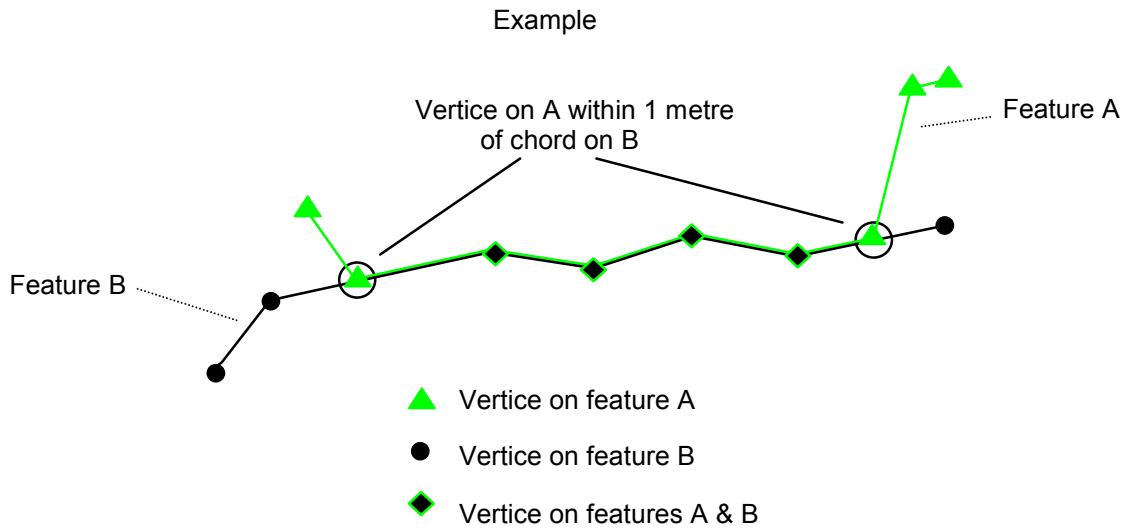 Example
Vertice on A within 1 metre
of chord on B
Feature A
Feature B
Vertice on feature A
Vertice on feature B
Vertice on features A & B